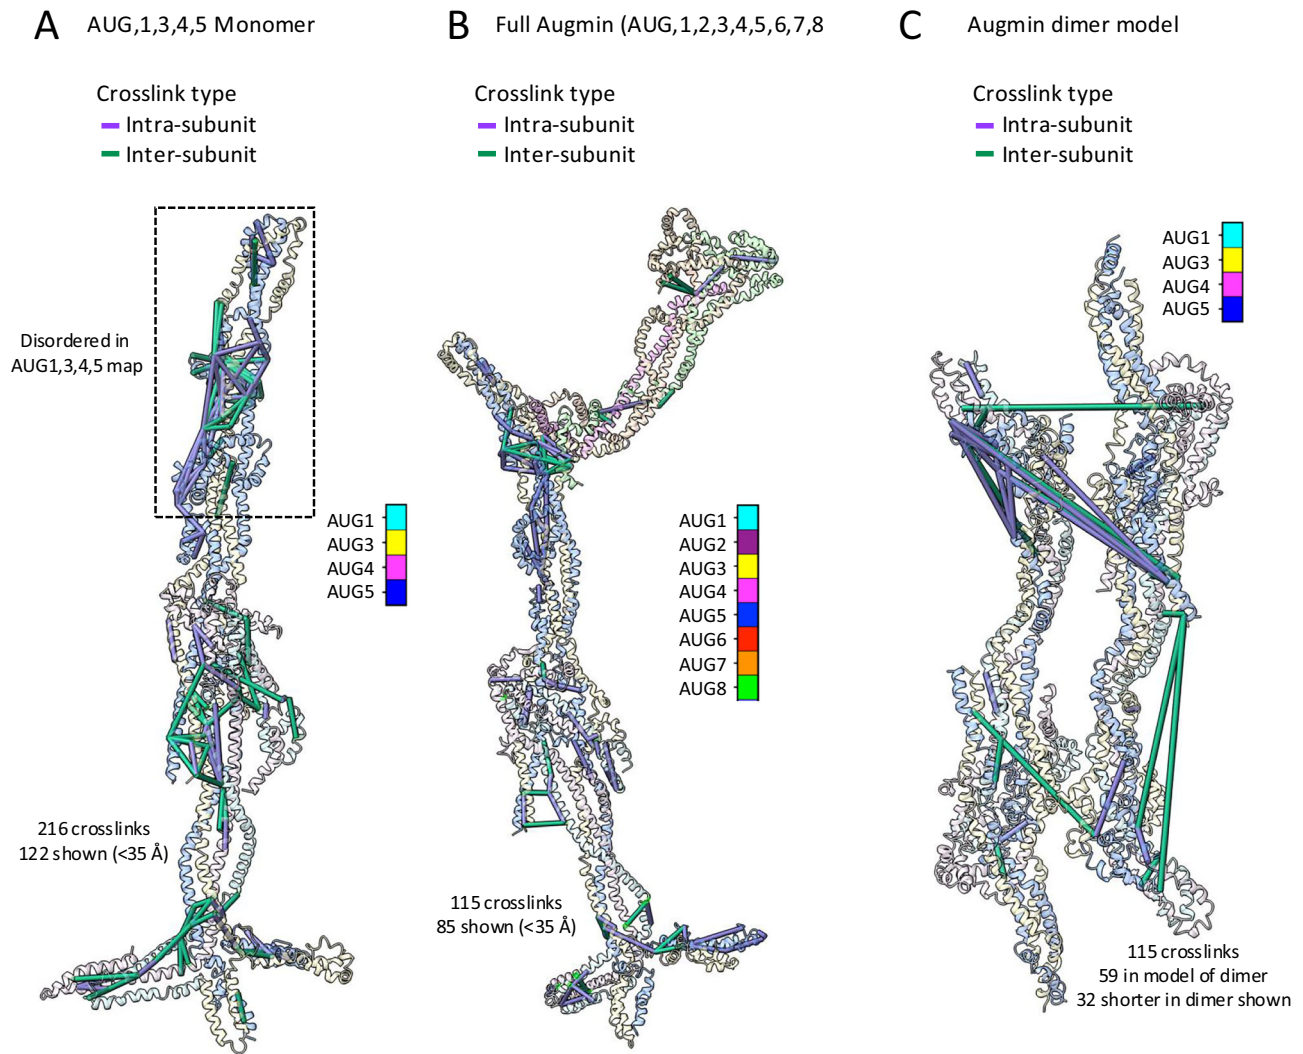 A AUG,1,3,4,5 Monomer
Crosslink type
Intra-subunit
Inter-subunit
Disordered in
AUG1,3,4,5 map
AUG1
AUG3
AUG4
AUG5
216 crosslinks
122 shown (<35 Å)
B Full Augmin (AUG,1,2,3,4,5,6,7,8
Crosslink type
Intra-subunit
Inter-subunit
AUG1
AUG2
AUG3
AUG4
AUG5
AUG6
AUG7
AUG8
115 crosslinks
85 shown (<35 Å)
C Augmin dimer model
Crosslink type
Intra-subunit
Inter-subunit
AUG1
AUG3
AUG4
AUG5
115 crosslinks
59 in model of dimer
32 shorter in dimer shown